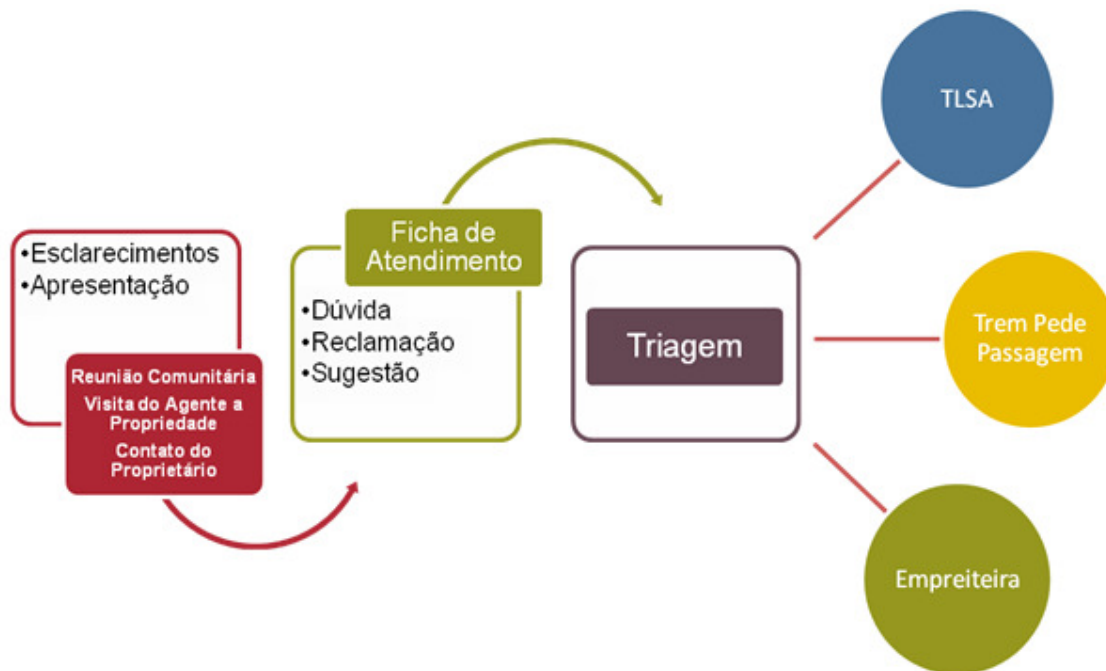 •Esclarecimentos
•Apresentação
Reunião Comunitária
Visita do Agente a
Propriedade
Contato do
Proprietário
Ficha de
Atendimento
•Dúvida
•Reclamação
•Sugestão
Triagem
TLSA
Trem Pede
Passagem
Empreiteira